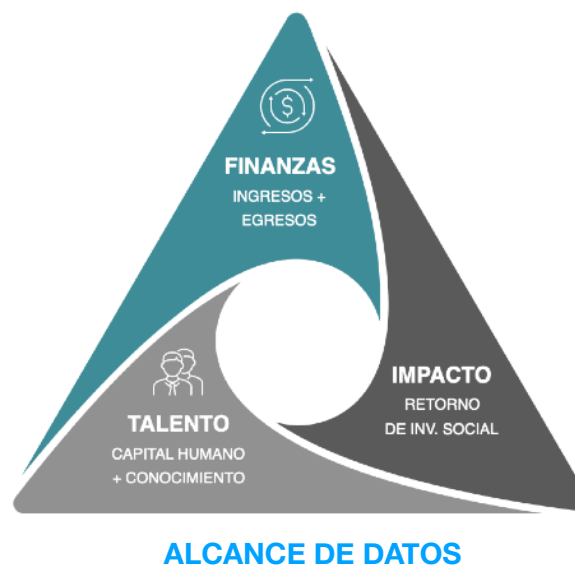 $
FINANZAS
INGRESOS +
EGRESOS
IMPACTO
RETORNO
DE INV. SOCIAL
TALENTO
CAPITAL HUMANO
+ CONOCIMIENTO
ALCANCE DE DATOS